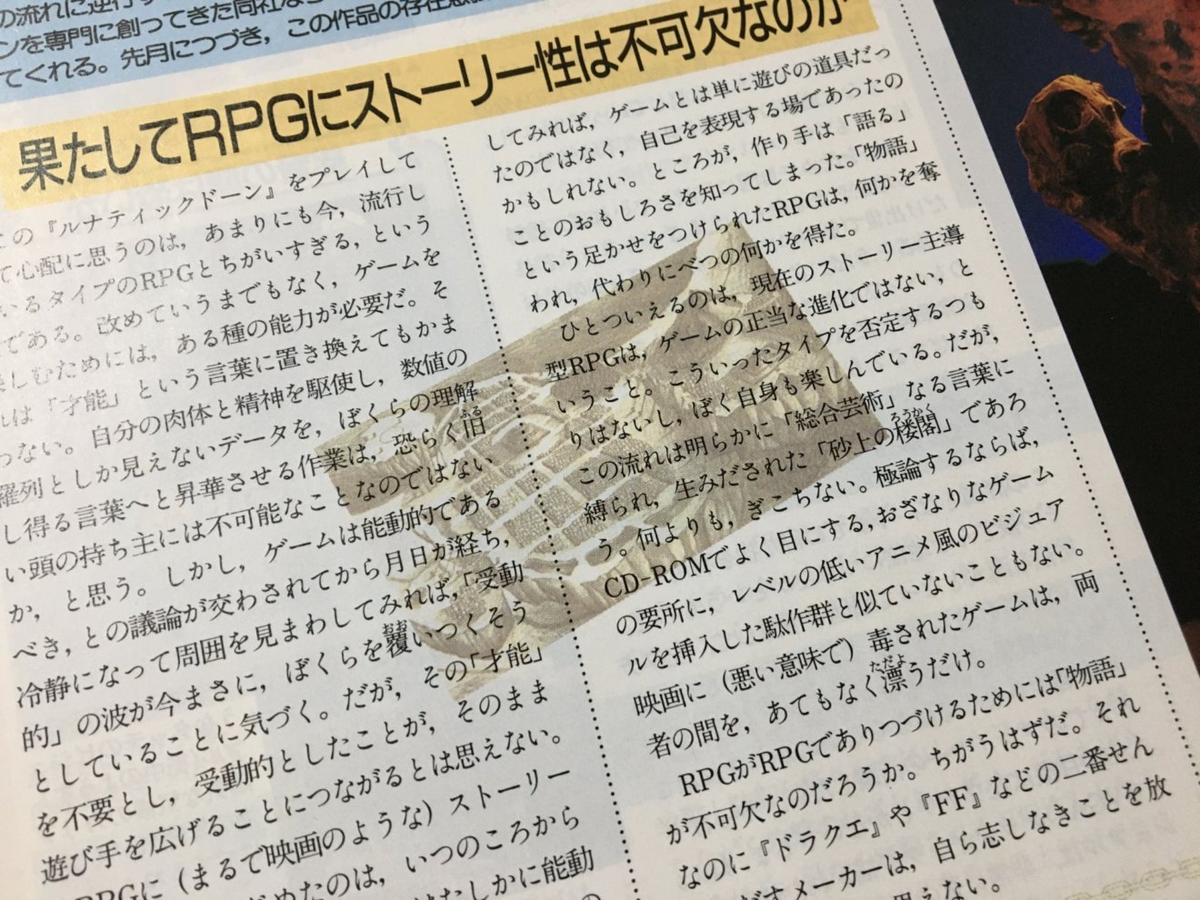 の流れに逆行す
ンを専門に創ってきた同社なら
てくれる。先月につづき，この作品の存在意
果たしてRPGにストーリー性は不可欠なのか
この『ルナティックドーン』をプレイして
て心配に思うのは，あまりにも今，流行し
いるタイプのRPGとちがいすぎる，という
である。改めていうまでもなく，ゲームを
楽しむためには，ある種の能力が必要だ。そ
れは「才能」という言葉に置き換えてもかま
わない。自分の肉体と精神を駆使し，数値の
羅列としか見えないデータを，ぼくらの理解
し得る言葉へと昇華させる作業は，恐らく旧
い頭の持ち主には不可能なことなのではない
か，と思う。しかし，ゲームは能動的である
べき，との議論が交わされてから月日が経ち，
冷静になって周囲を見まわしてみれば，「受動
的」の波が今まさに，ぼくらを覆いつくそう
としていることに気づく。だが，その「才能」
を不要とし，受動的としたことが，そのまま
遊び手を広げることにつながるとは思えない。
RPGに（まるで映画のような）ストーリー
めたのは，いつのころから
はたしかに能動
してみれば，ゲームとは単に遊びの道具だっ
たのではなく，自己を表現する場であったの
かもしれない。ところが，作り手は「語る」
ことのおもしろさを知ってしまった。「物語」
という足かせをつけられたRPGは，何かを奪
われ，代わりにべつの何かを得た。
ひとついえるのは，現在のストーリー主導
型RPGは，ゲームの正当な進化ではない，と
いうこと。こういったタイプを否定するつも
りはないし，ぼく自身も楽しんでいる。だが，
この流れは明らかに「総合芸術」なる言葉に
縛られ，生みだされた「砂上の楼閣」であろ
う。何よりも，ぎこちない。極論するならば，
CD-ROMでよく目にする，おざなりなゲーム
の要所に，レベルの低いアニメ風のビジュア
ルを挿入した駄作群と似ていないこともない。
映画に（悪い意味で）毒されたゲームは，両
者の間を，あてもなく漂うだけ。
RPGがRPGでありつづけるためには「物語」
が不可欠なのだろうか。ちがうはずだ。それ
なのに『ドラクエ』や『FF』などの二番せん
だすメーカーは，自ら志しなきことを放
思えない。